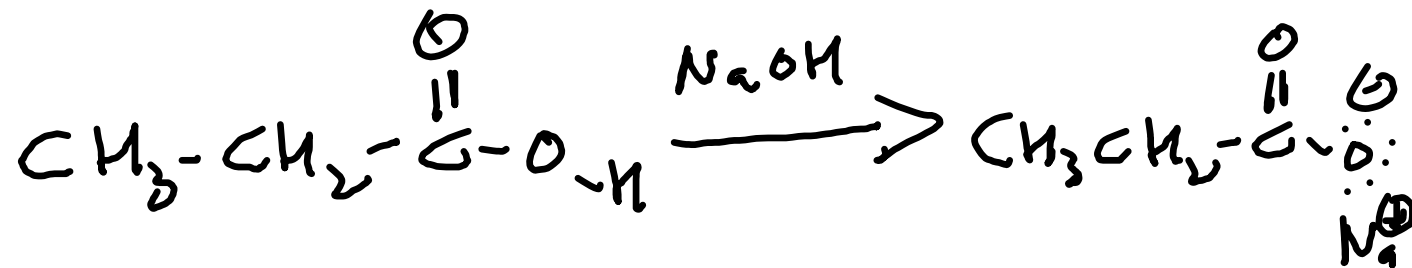 CH₃-CH₂-C(=O)-O-H —NaOH→ CH₃CH₂-C(=O)-O⊖ Na⊕